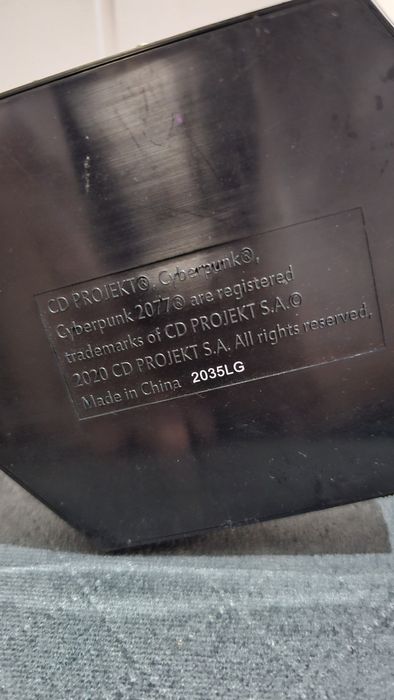 CD PROJEKT®, Cyberpunk®,
Cyberpunk 2077® are registered
trademarks of CD PROJEKT S.A.©
2020 CD PROJEKT S.A. All rights reserved.
Made in China 2035LG